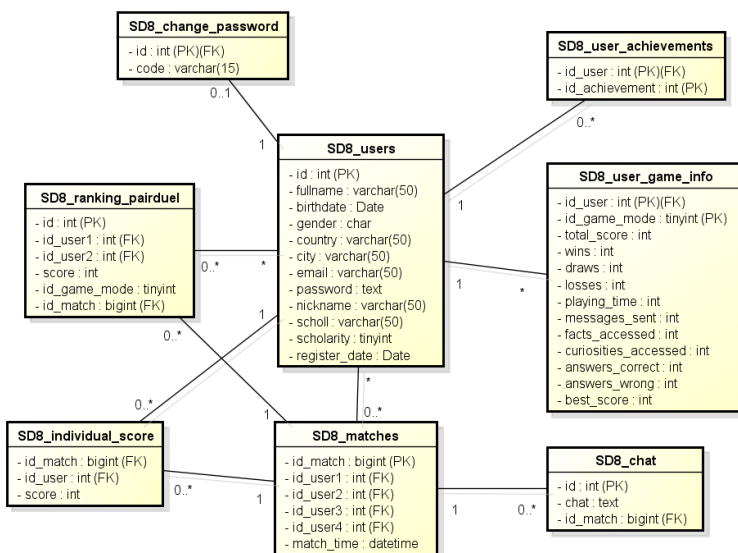 SD8_change_password
- id : int (PK)(FK)
- code : varchar(15)
0..1
1
SD8_user_achievements
- id_user : int (PK)(FK)
- id_achievement : int (PK)
0..*
1
SD8_users
- id : int (PK)
- fullname : varchar(50)
- birthdate : Date
- gender : char
- country : varchar(50)
- city : varchar(50)
- email : varchar(50)
- password : text
- nickname : varchar(50)
- scholl : varchar(50)
- scholarity : tinyint
- register_date : Date
SD8_user_game_info
- id_user : int (PK)(FK)
- id_game_mode : tinyint (PK)
- total_score : int
- wins : int
- draws : int
- losses : int
- playing_time : int
- messages_sent : int
- facts_accessed : int
- curiosities_accessed : int
- answers_correct : int
- answers_wrong : int
- best_score : int
1
*
SD8_ranking_pairduel
- id : int (PK)
- id_user1 : int (FK)
- id_user2 : int (FK)
- score : int
- id_game_mode : tinyint
- id_match : bigint (FK)
0..*
*
0..*
1
1
0..*
*
0..*
SD8_individual_score
- id_match : bigint (FK)
- id_user : int (FK)
- score : int
0..*
1
SD8_matches
- id_match : bigint (PK)
- id_user1 : int (FK)
- id_user2 : int (FK)
- id_user3 : int (FK)
- id_user4 : int (FK)
- match_time : datetime
1
0..*
SD8_chat
- id : int (PK)
- chat : text
- id_match : bigint (FK)